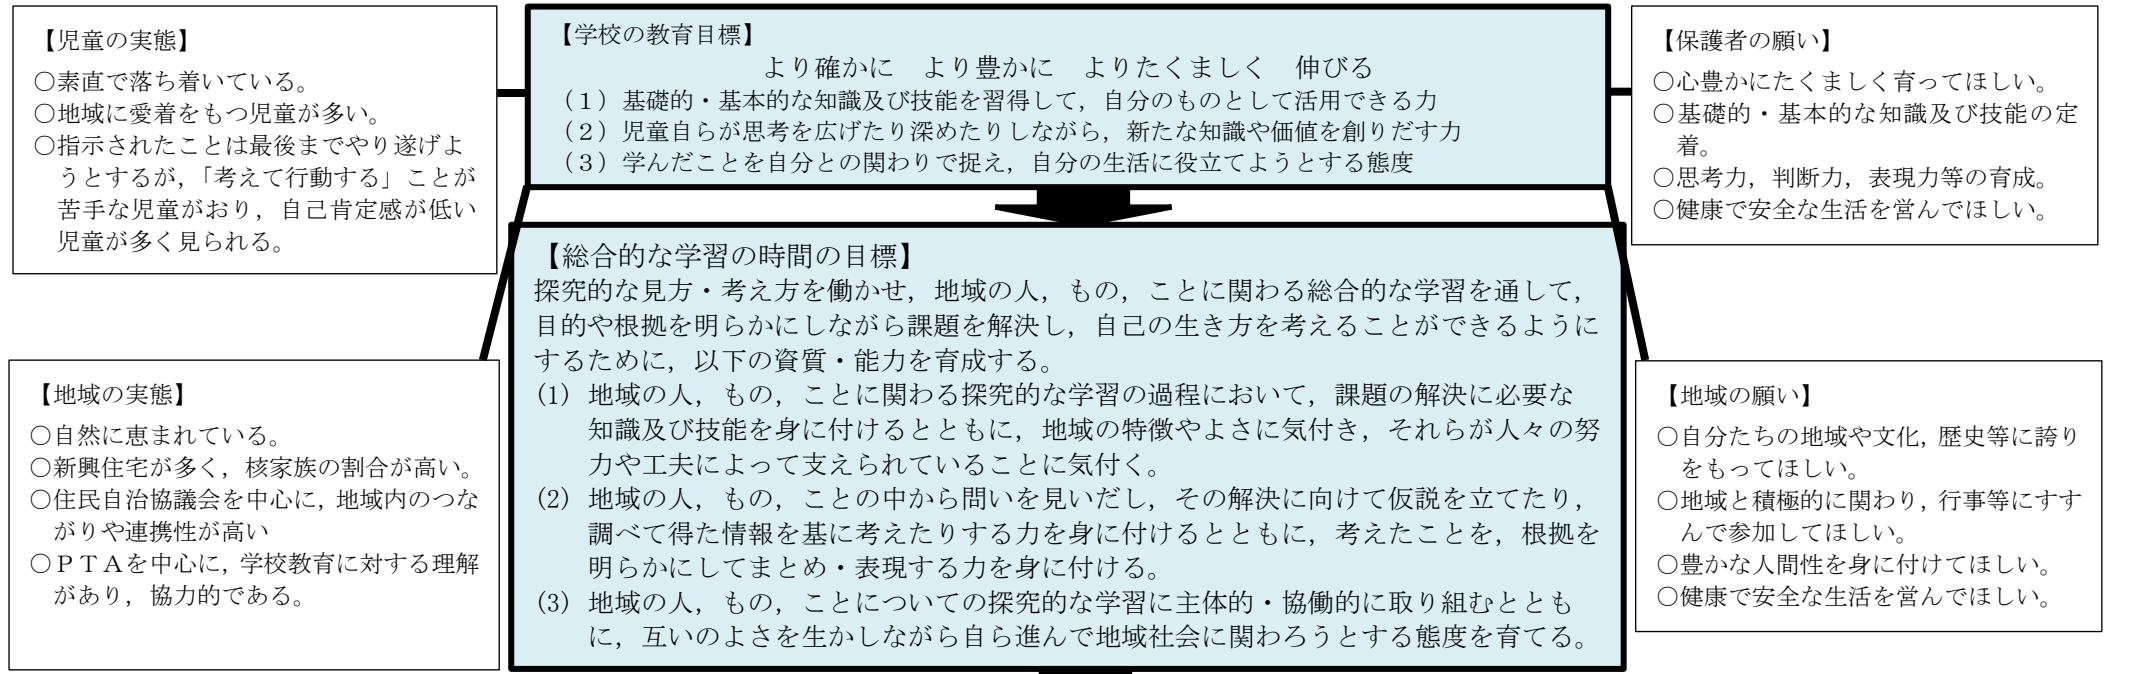 【児童の実態】
○素直で落ち着いている。
○地域に愛着をもつ児童が多い。
○指示されたことは最後までやり遂げよ
うとするが，「考えて行動する」ことが
苦手な児童がおり，自己肯定感が低い
児童が多く見られる。
【学校の教育目標】
より確かに　より豊かに　よりたくましく　伸びる
（１）基礎的・基本的な知識及び技能を習得して，自分のものとして活用できる力
（２）児童自らが思考を広げたり深めたりしながら，新たな知識や価値を創りだす力
（３）学んだことを自分との関わりで捉え，自分の生活に役立てようとする態度
【保護者の願い】
○心豊かにたくましく育ってほしい。
○基礎的・基本的な知識及び技能の定
着。
○思考力，判断力，表現力等の育成。
○健康で安全な生活を営んでほしい。
【総合的な学習の時間の目標】
探究的な見方・考え方を働かせ，地域の人，もの，ことに関わる総合的な学習を通して，
目的や根拠を明らかにしながら課題を解決し，自己の生き方を考えることができるように
するために，以下の資質・能力を育成する。
(1) 地域の人，もの，ことに関わる探究的な学習の過程において，課題の解決に必要な
知識及び技能を身に付けるとともに，地域の特徴やよさに気付き，それらが人々の努
力や工夫によって支えられていることに気付く。
(2) 地域の人，もの，ことの中から問いを見いだし，その解決に向けて仮説を立てたり，
調べて得た情報を基に考えたりする力を身に付けるとともに，考えたことを，根拠を
明らかにしてまとめ・表現する力を身に付ける。
(3) 地域の人，もの，ことについての探究的な学習に主体的・協働的に取り組むととも
に，互いのよさを生かしながら自ら進んで地域社会に関わろうとする態度を育てる。
【地域の実態】
○自然に恵まれている。
○新興住宅が多く，核家族の割合が高い。
○住民自治協議会を中心に，地域内のつな
がりや連携性が高い
○ＰＴＡを中心に，学校教育に対する理解
があり，協力的である。
【地域の願い】
○自分たちの地域や文化，歴史等に誇り
をもってほしい。
○地域と積極的に関わり，行事等にすす
んで参加してほしい。
○豊かな人間性を身に付けてほしい。
○健康で安全な生活を営んでほしい。